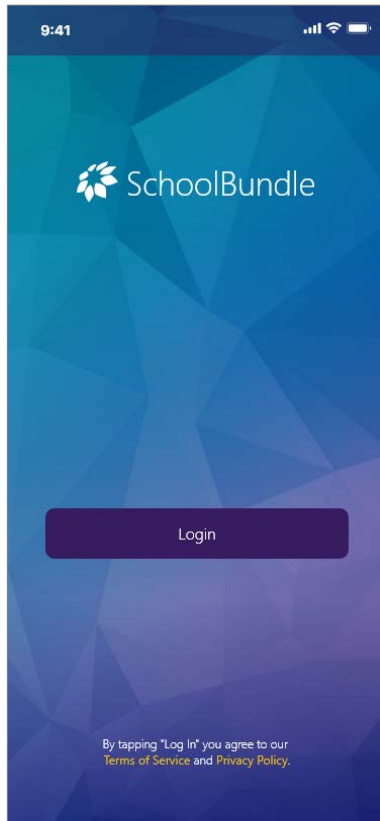 9:41
SchoolBundle
Login
By tapping "Log In" you agree to our
Terms of Service and Privacy Policy.